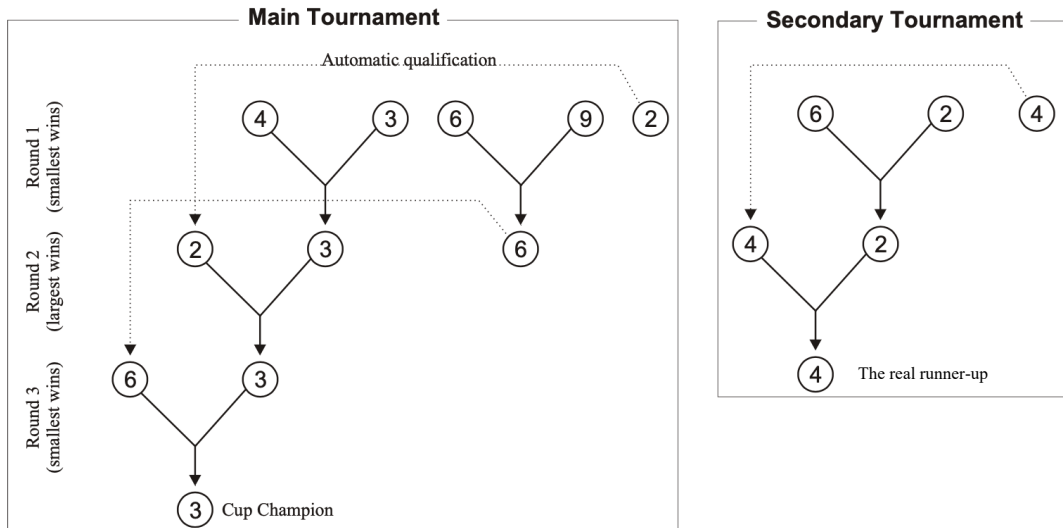 Main Tournament
Secondary Tournament
Automatic qualification
Round 1
(smallest wins)
4 3 6 9 2
6 2 4
Round 2
(largest wins)
2 3 6
4 2
Round 3
(smallest wins)
6 3
4 The real runner-up
3 Cup Champion